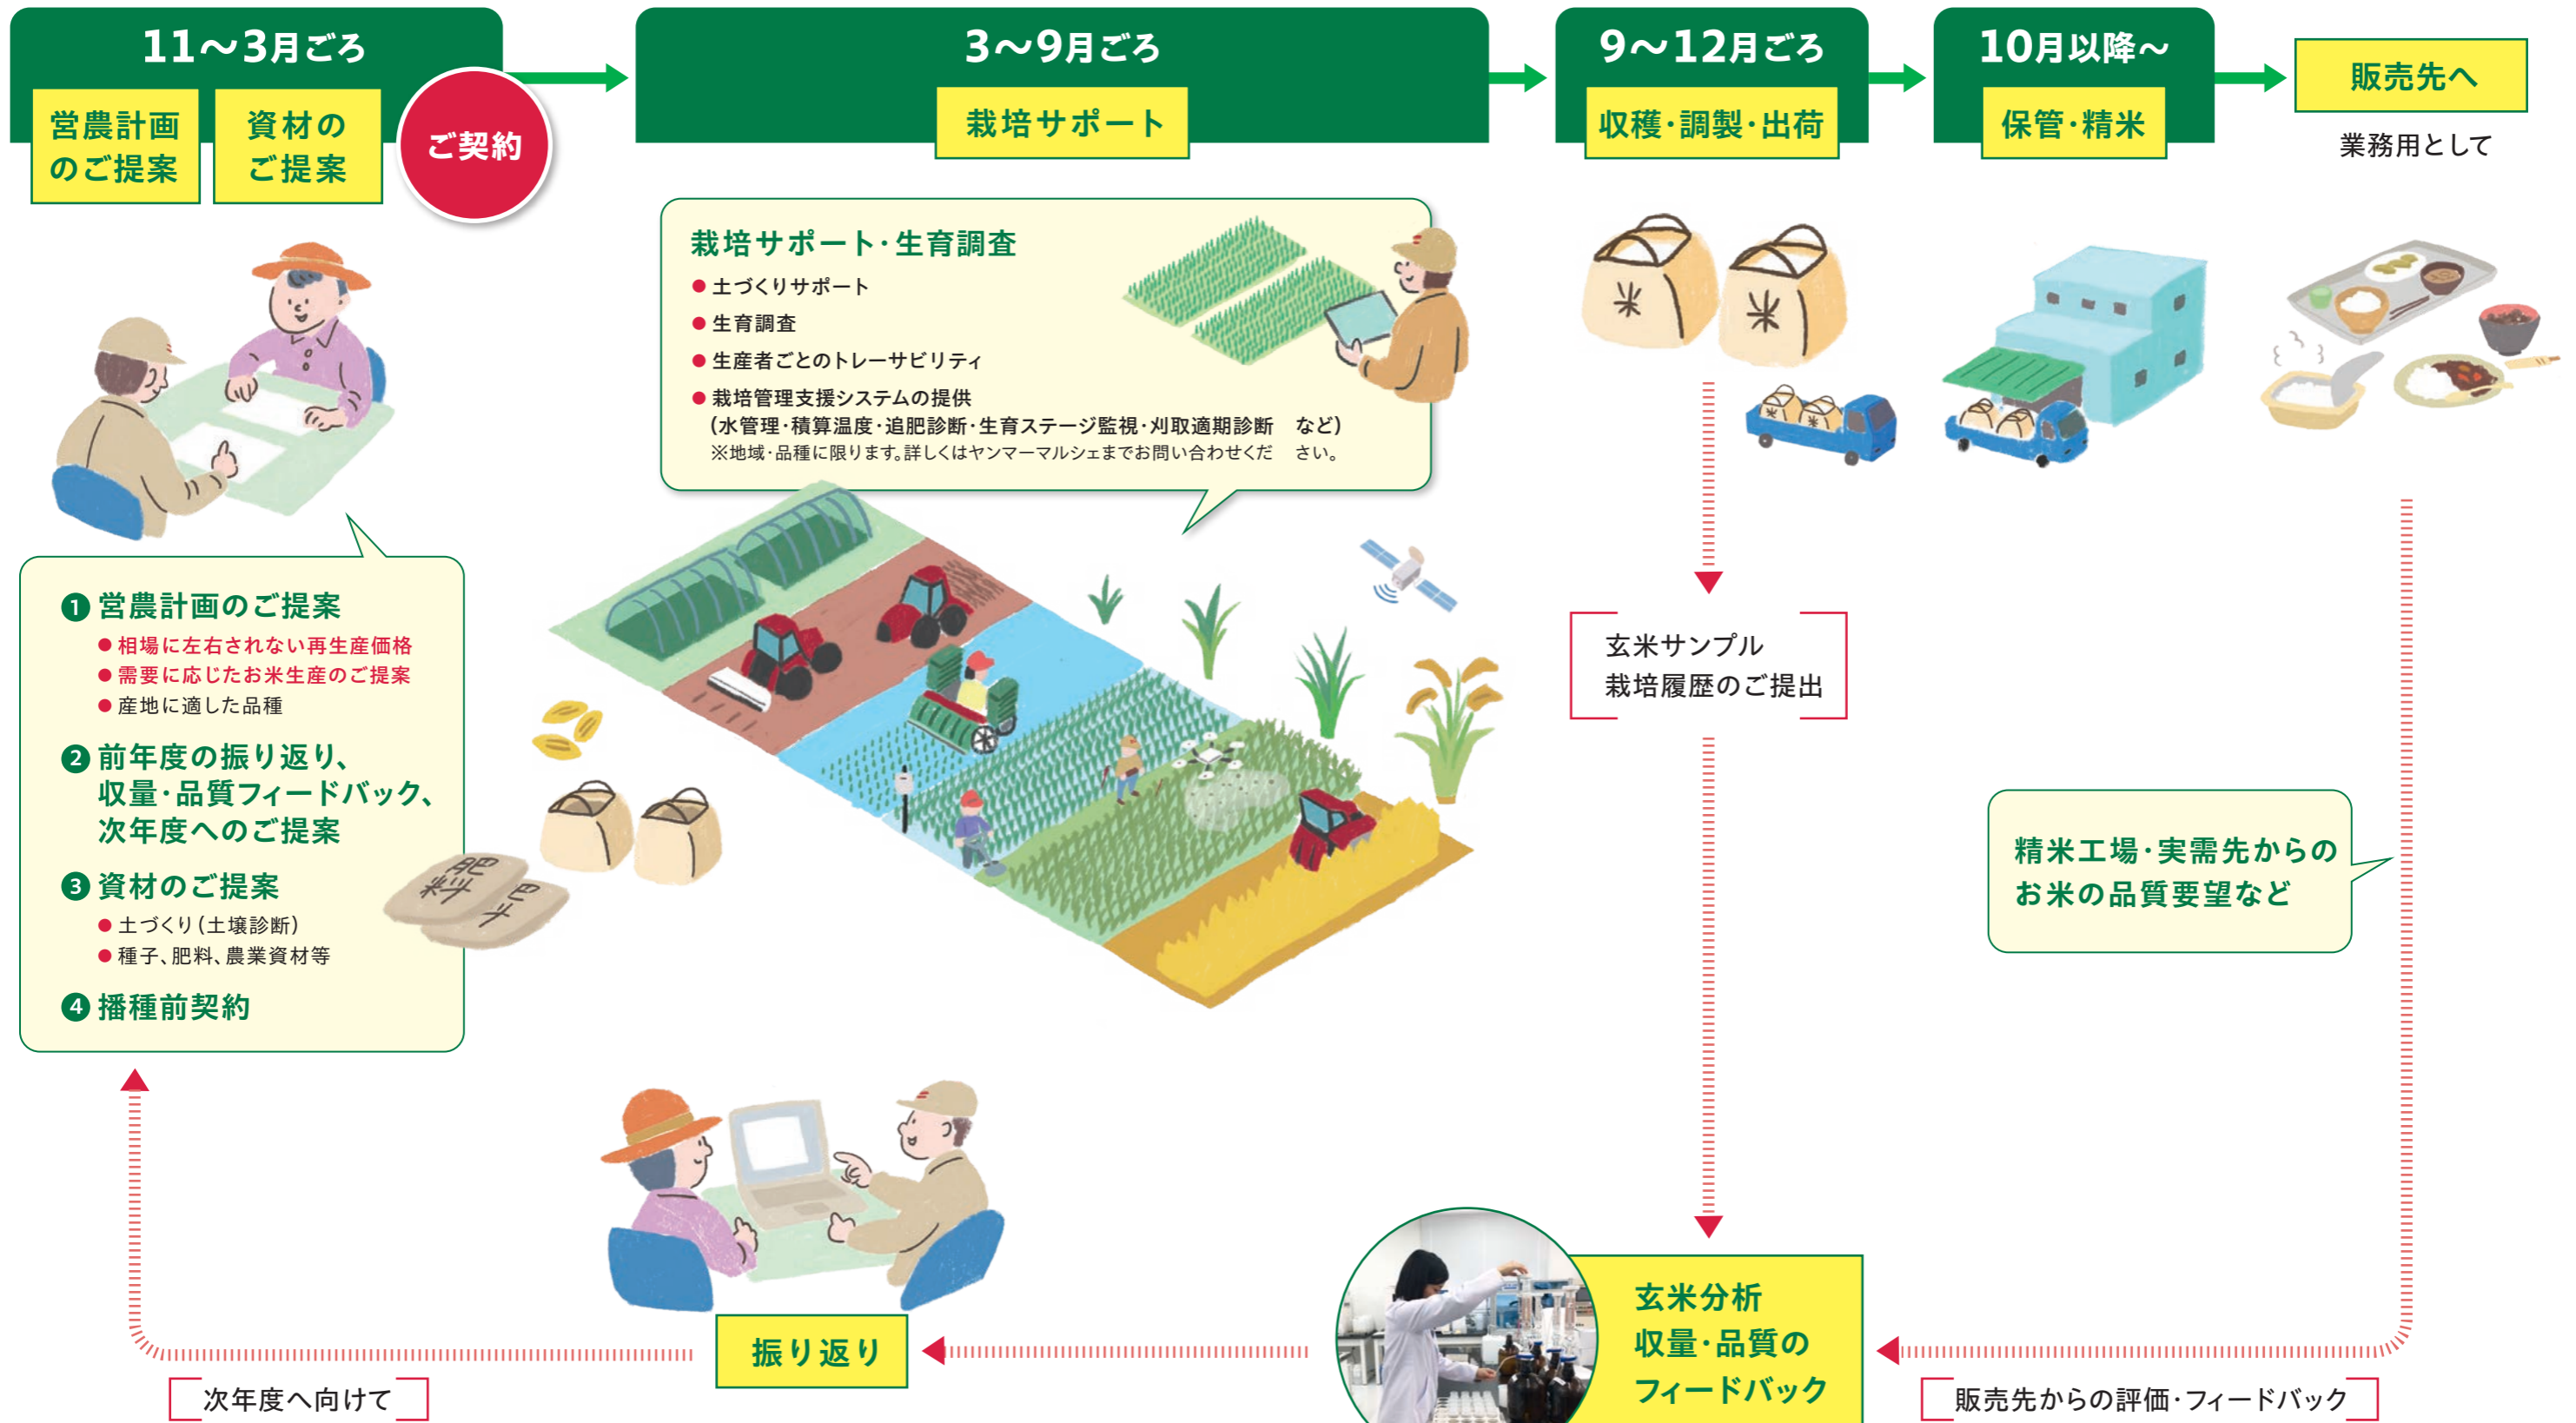 11〜3月ごろ
営農計画
のご提案
資材の
ご提案
ご契約
3〜9月ごろ
栽培サポート
9〜12月ごろ
収穫・調製・出荷
10月以降〜
保管・精米
販売先へ
業務用として
栽培サポート・生育調査
●土づくりサポート
●生育調査
●生産者ごとのトレーサビリティ
●栽培管理支援システムの提供
(水管理・積算温度・追肥診断・生育ステージ監視・刈取適期診断 など)
※地域・品種に限ります。詳しくはヤンマーマルシェまでお問い合わせくだ さい。
米
米
米
米
❶営農計画のご提案
●相場に左右されない再生産価格
●需要に応じたお米生産のご提案
●産地に適した品種
❷前年度の振り返り、
収量・品質フィードバック、
次年度へのご提案
❸資材のご提案
●土づくり(土壌診断)
●種子、肥料、農業資材等
❹播種前契約
肥料
玄米サンプル
栽培履歴のご提出
精米工場・実需先からの
お米の品質要望など
玄米分析
収量・品質の
フィードバック
販売先からの評価・フィードバック
振り返り
次年度へ向けて